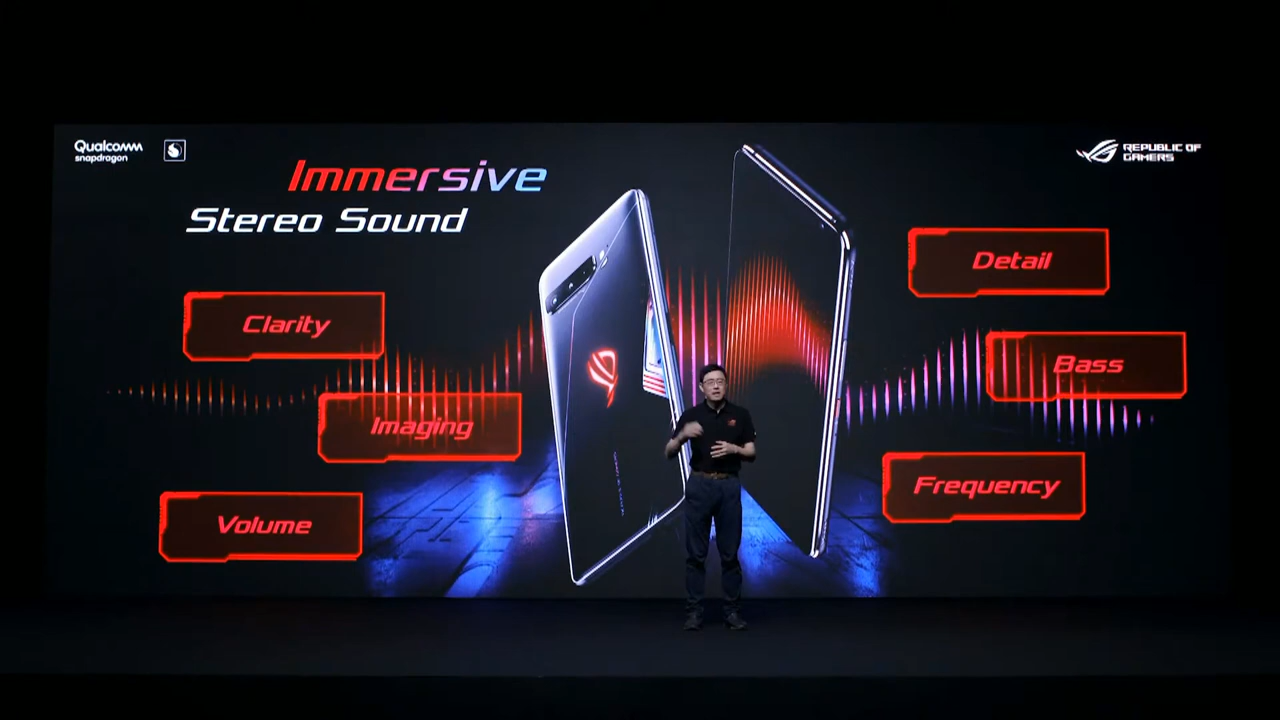 Qualcomm
snapdragon
REPUBLIC OF
GAMERS
Immersive
Stereo Sound
Clarity
Imaging
Volume
Detail
Bass
Frequency